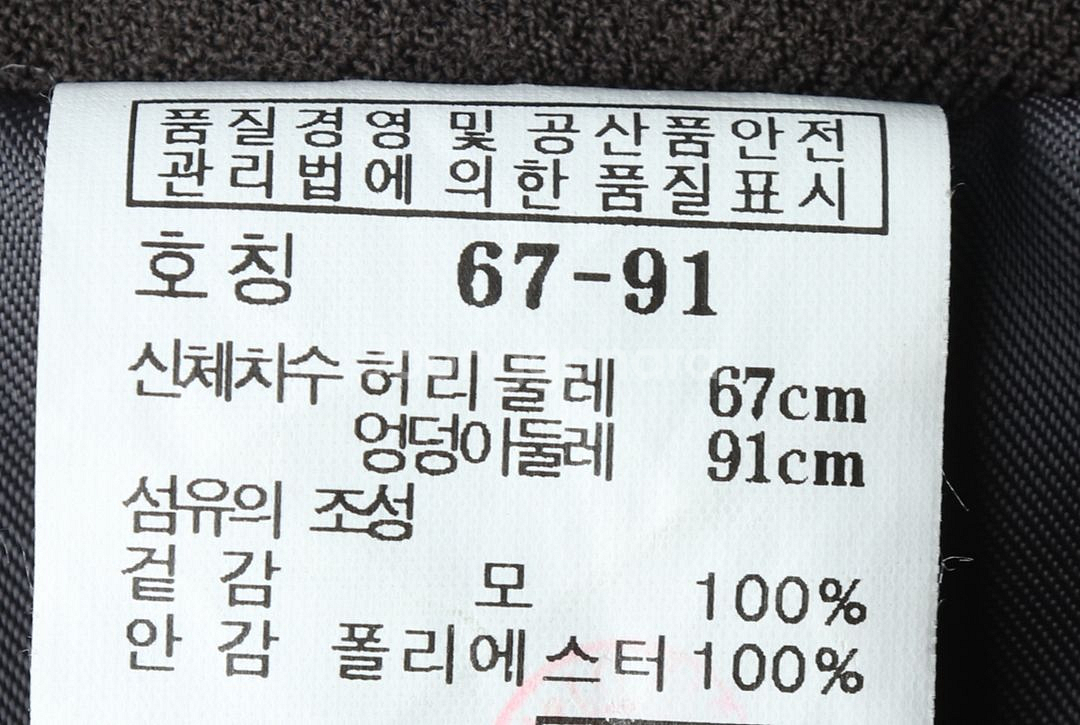 품질경영 및 공산품안전
관리법에 의한 품질표시
호칭 67-91
신체치수 허리둘레 67cm
엉덩이둘레 91cm
섬유의 조성
겉감 모 100%
안감 폴리에스터 100%